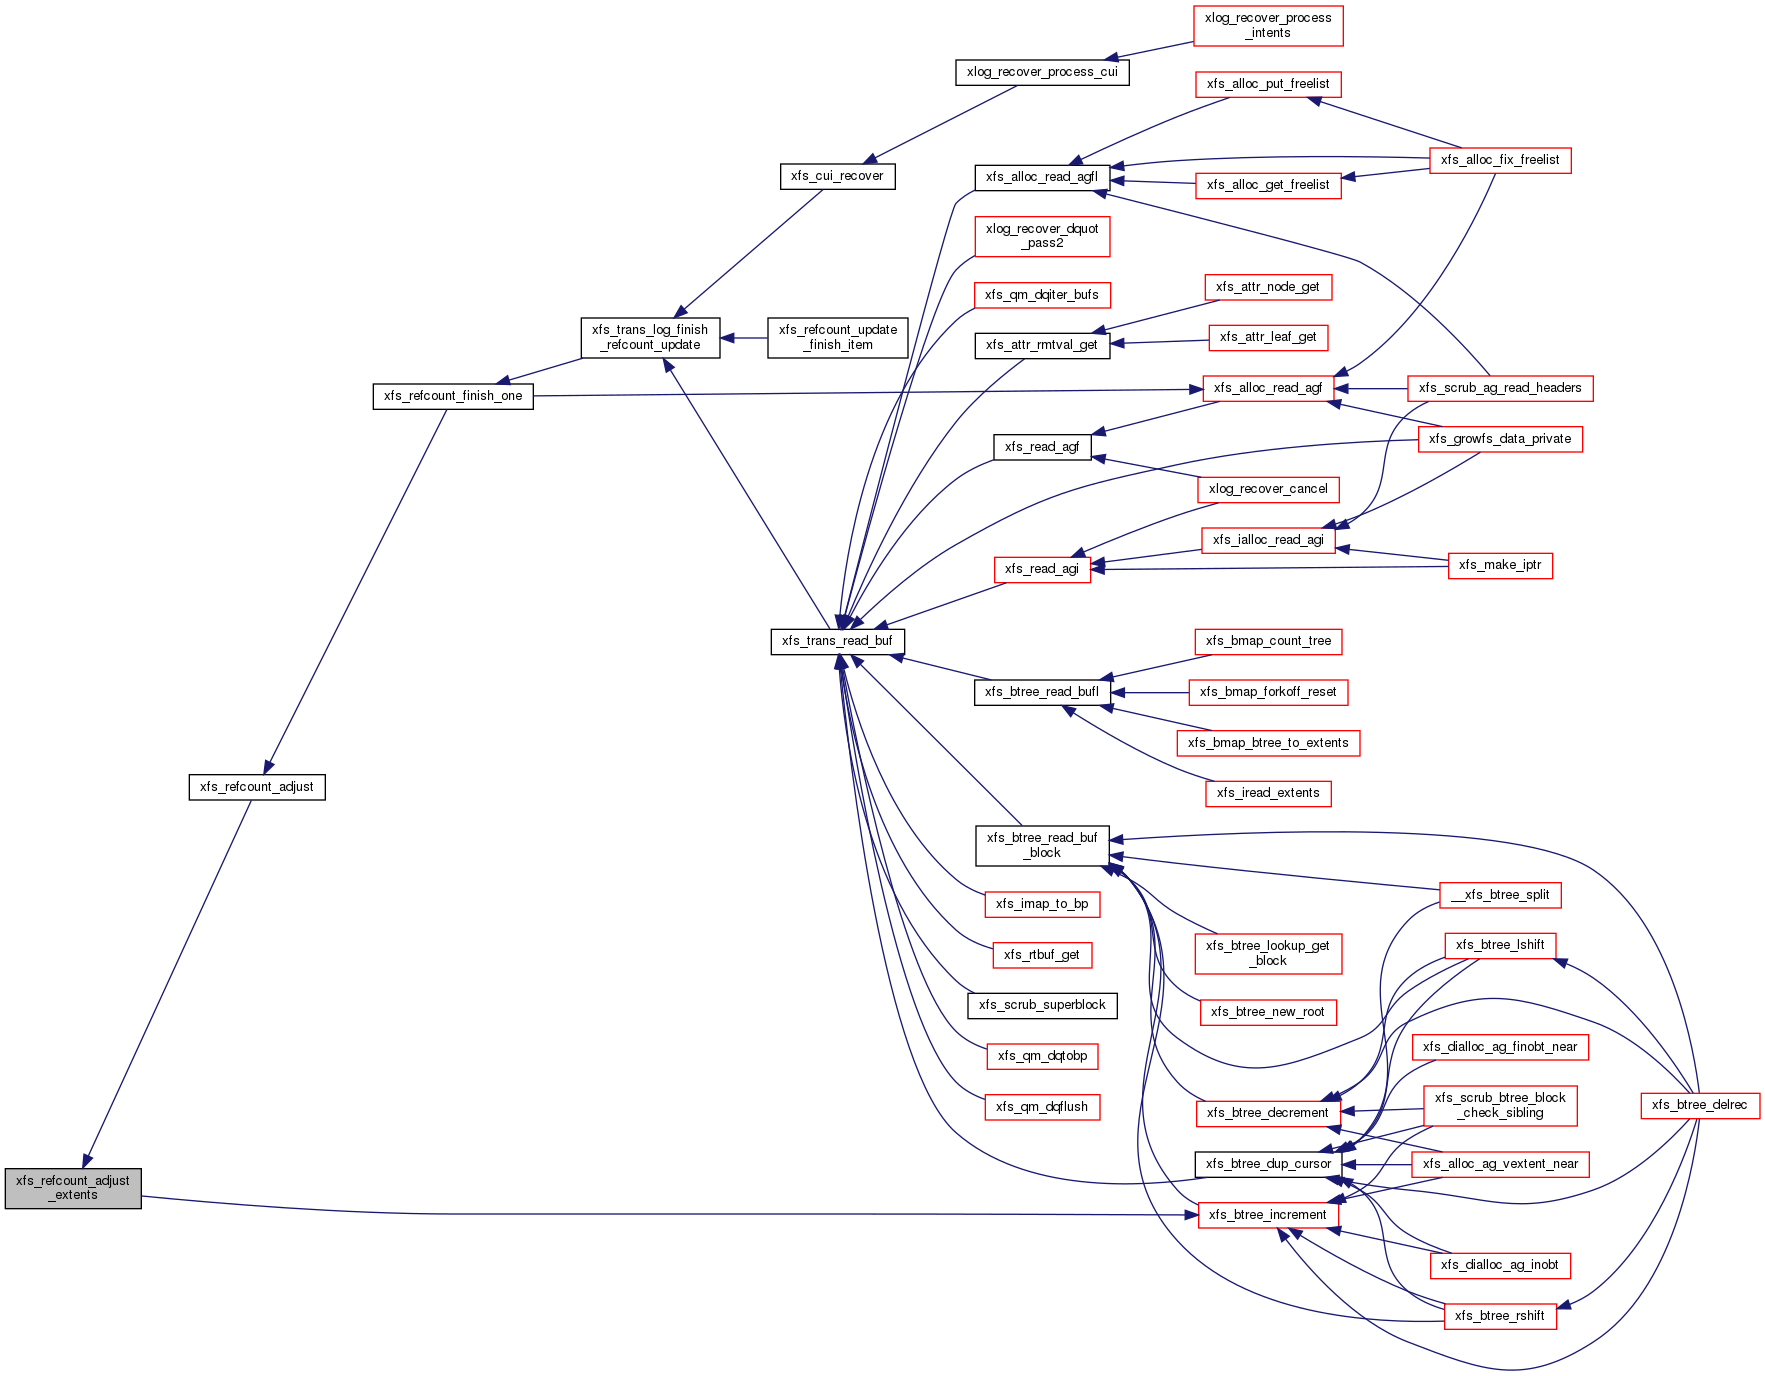 xlog_recover_process
_intents
xlog_recover_process_cui
xfs_alloc_put_freelist
xfs_alloc_fix_freelist
xfs_cui_recover
xfs_alloc_read_agfl
xfs_alloc_get_freelist
xlog_recover_dquot
_pass2
xfs_qm_dqiter_bufs
xfs_attr_node_get
xfs_trans_log_finish
_refcount_update
xfs_refcount_update
_finish_item
xfs_attr_rmtval_get
xfs_attr_leaf_get
xfs_refcount_finish_one
xfs_alloc_read_agf
xfs_scrub_ag_read_headers
xfs_read_agf
xfs_growfs_data_private
xlog_recover_cancel
xfs_ialloc_read_agi
xfs_read_agi
xfs_make_iptr
xfs_trans_read_buf
xfs_bmap_count_tree
xfs_btree_read_bufl
xfs_bmap_forkoff_reset
xfs_bmap_btree_to_extents
xfs_refcount_adjust
xfs_iread_extents
xfs_btree_read_buf
_block
xfs_imap_to_bp
__xfs_btree_split
xfs_rtbuf_get
xfs_btree_lookup_get
_block
xfs_btree_lshift
xfs_scrub_superblock
xfs_btree_new_root
xfs_qm_dqtobp
xfs_dialloc_ag_finobt_near
xfs_qm_dqflush
xfs_btree_decrement
xfs_scrub_btree_block
_check_sibling
xfs_btree_delrec
xfs_btree_dup_cursor
xfs_alloc_ag_vextent_near
xfs_refcount_adjust
_extents
xfs_btree_increment
xfs_dialloc_ag_inobt
xfs_btree_rshift